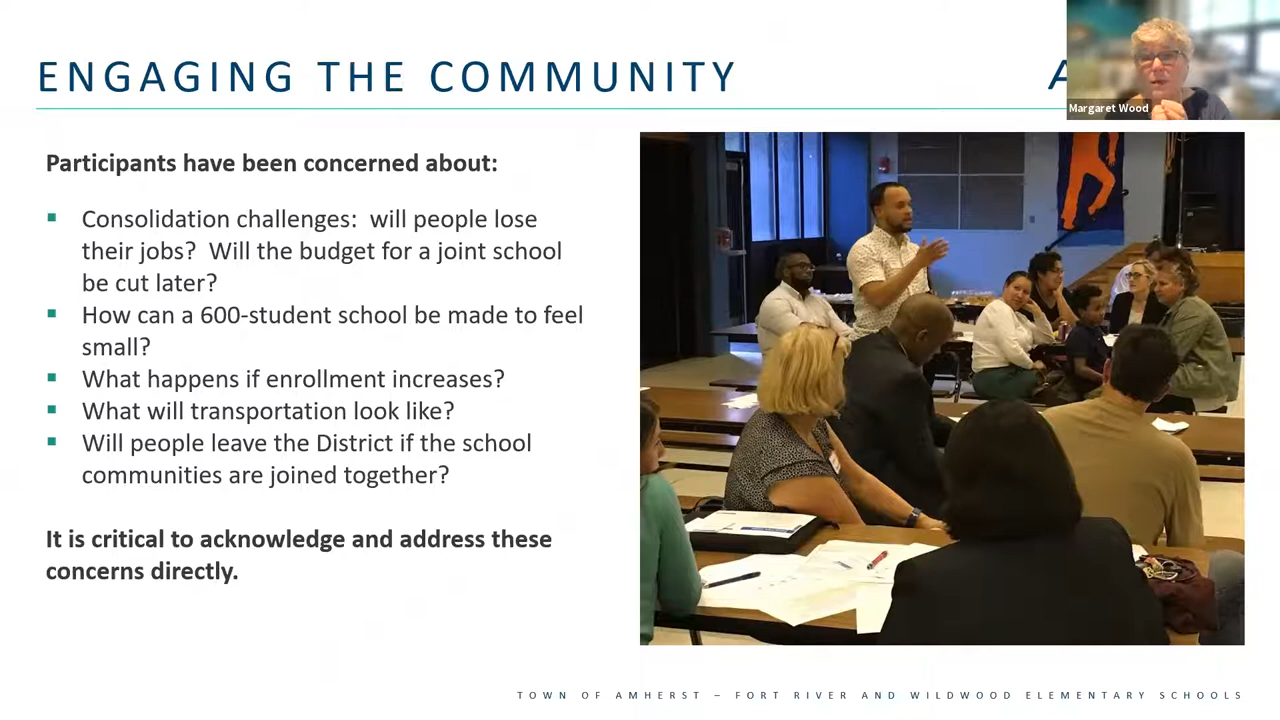 ENGAGING THE COMMUNITY
A
Margaret Wood
Participants have been concerned about:
▪ Consolidation challenges:  will people lose
their jobs?  Will the budget for a joint school
be cut later?
▪ How can a 600-student school be made to feel
small?
▪ What happens if enrollment increases?
▪ What will transportation look like?
▪ Will people leave the District if the school
communities are joined together?
It is critical to acknowledge and address these
concerns directly.
TOWN OF AMHERST – FORT RIVER AND WILDWOOD ELEMENTARY SCHOOLS